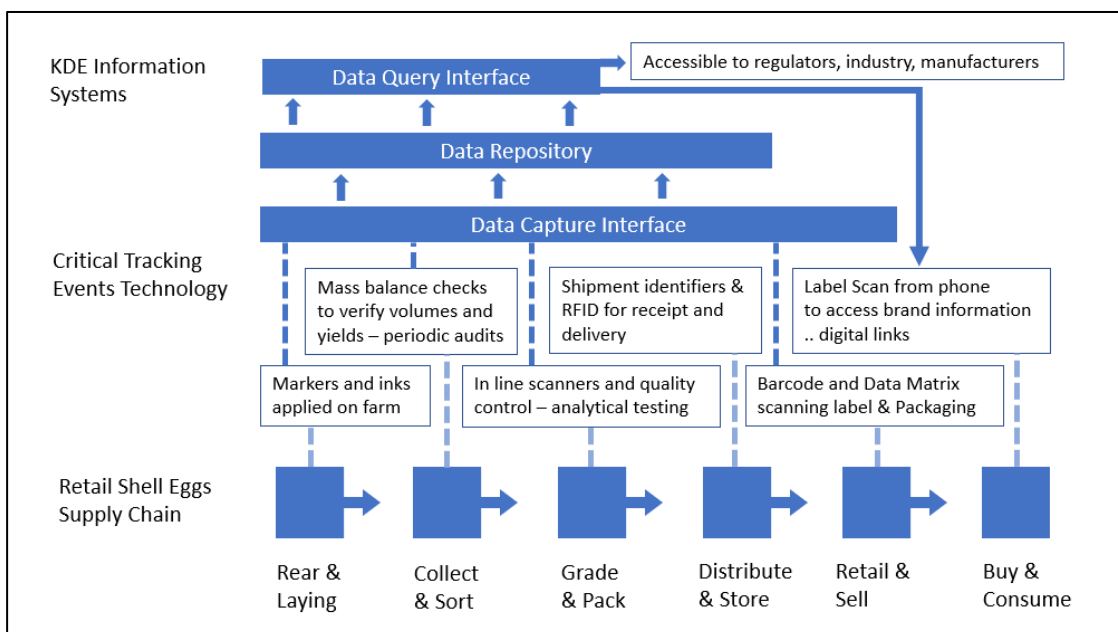 KDE Information
Systems
Data Query Interface
Accessible to regulators, industry, manufacturers
Data Repository
Data Capture Interface
Critical Tracking
Events Technology
Mass balance checks
to verify volumes and
yields – periodic audits
Shipment identifiers &
RFID for receipt and
delivery
Label Scan from phone
to access brand information
.. digital links
Markers and inks
applied on farm
In line scanners and quality
control – analytical testing
Barcode and Data Matrix
scanning label & Packaging
Retail Shell Eggs
Supply Chain
Rear &
Laying
Collect
& Sort
Grade
& Pack
Distribute
& Store
Retail &
Sell
Buy &
Consume